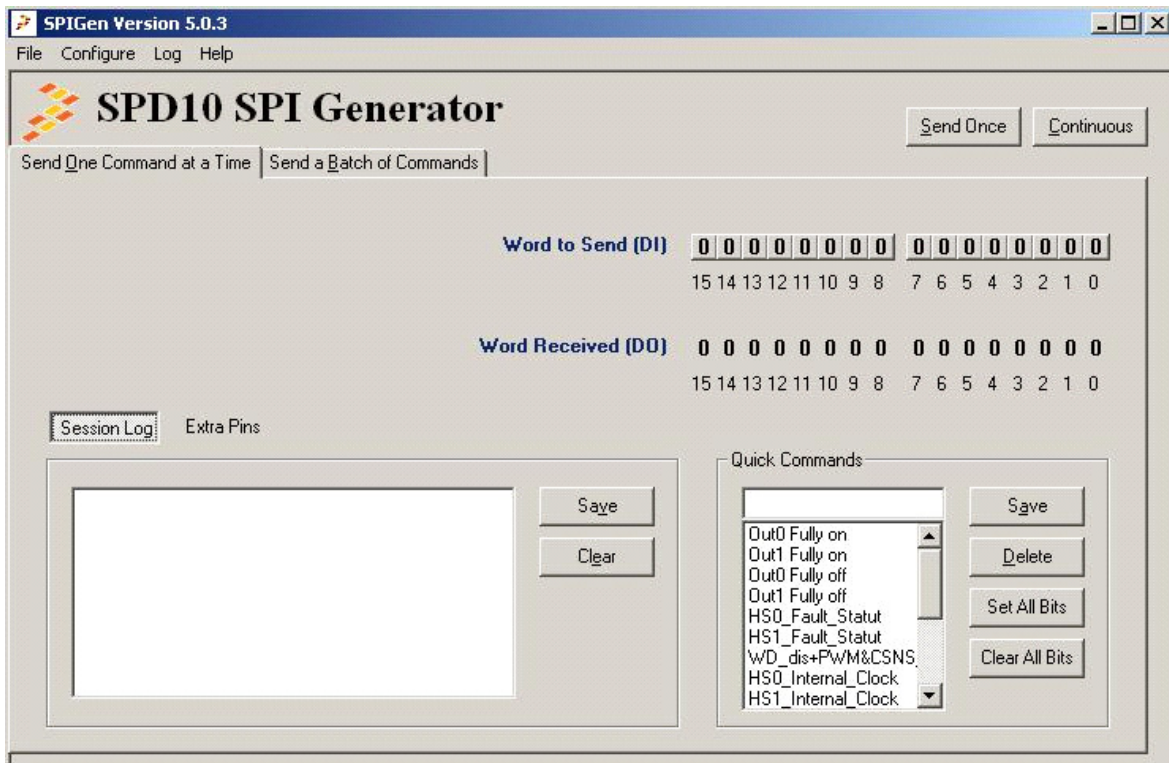 SPIGen Version 5.0.3
File Configure Log Help
SPD10 SPI Generator
Send Once Continuous
Send One Command at a Time Send a Batch of Commands
Word to Send (DI) 0 0 0 0 0 0 0 0 0 0 0 0 0 0 0 0
15 14 13 12 11 10 9 8 7 6 5 4 3 2 1 0
Word Received (DO) 0 0 0 0 0 0 0 0 0 0 0 0 0 0 0 0
15 14 13 12 11 10 9 8 7 6 5 4 3 2 1 0
Session Log Extra Pins
Save
Clear
Quick Commands
Out0 Fully on
Out1 Fully on
Out0 Fully off
Out1 Fully off
HS0_Fault_Statut
HS1_Fault_Statut
WD_dis+PWM&CSNS_
HS0_Internal_Clock
HS1_Internal_Clock
Save
Delete
Set All Bits
Clear All Bits